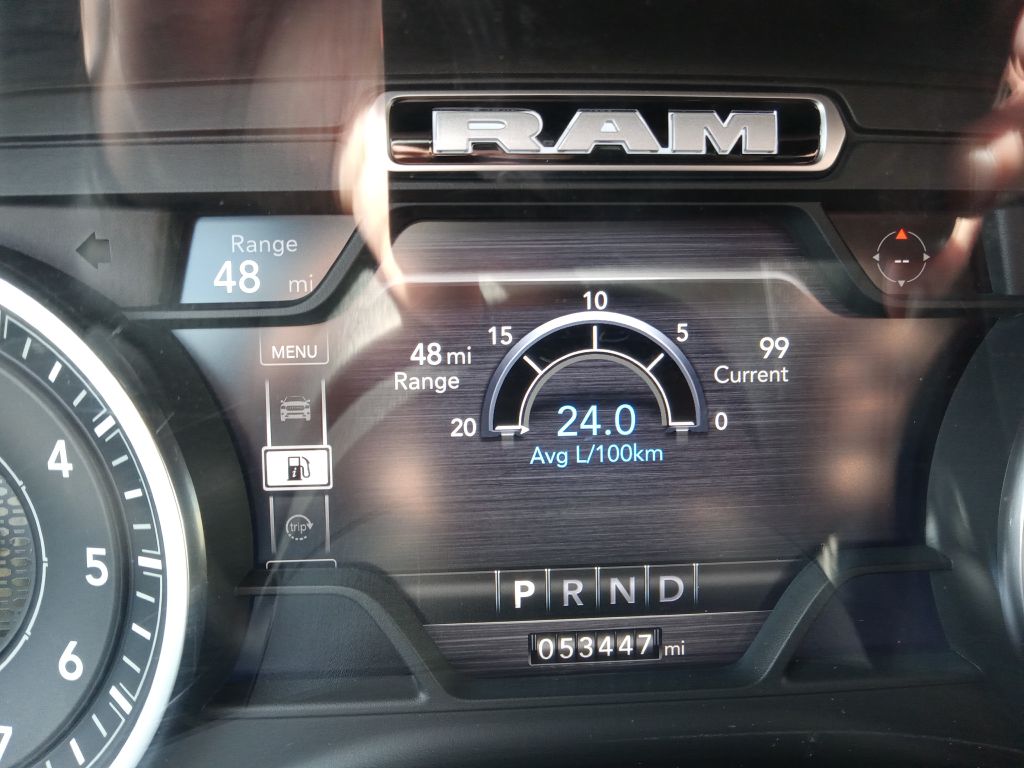 RAM
Range
48 mi
--
MENU
10
15
5
48 mi
Range
99
Current
20
0
24.0
Avg L/100km
trip
4
5
6
7
P R N D
053447 mi